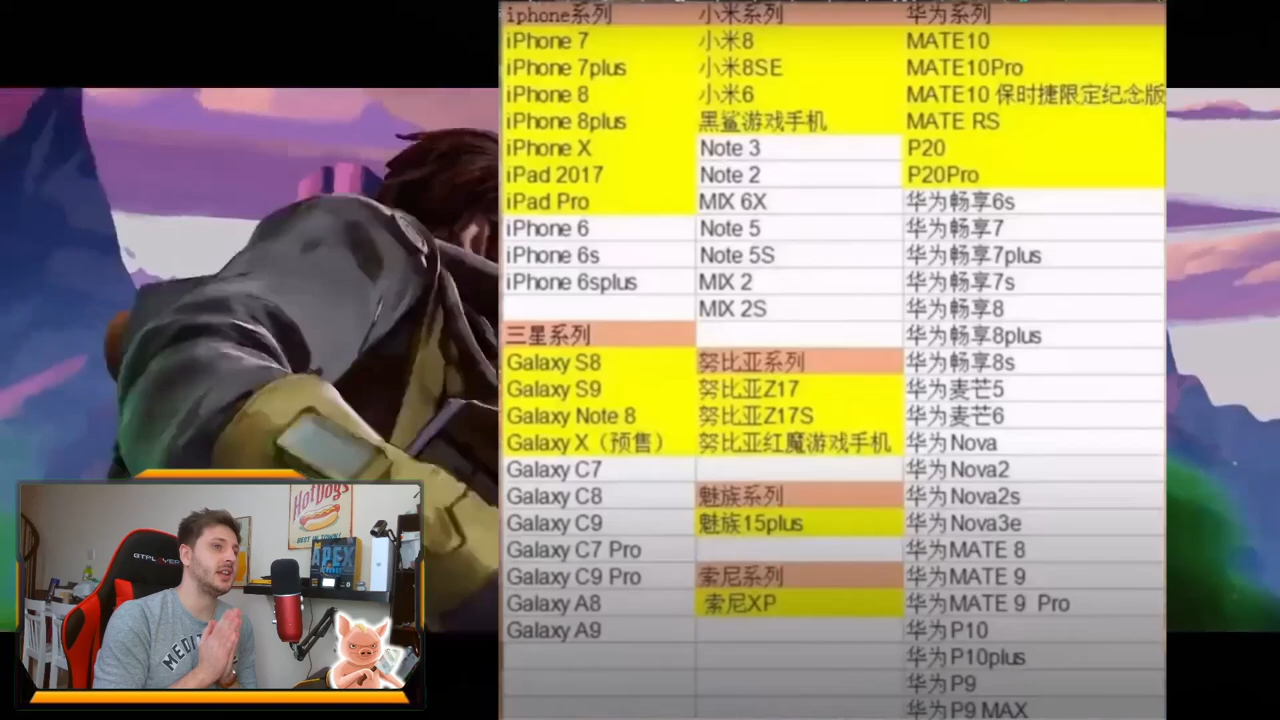 iphone系列 小米系列 华为系列
iPhone 7 小米8 MATE10
iPhone 7plus 小米8SE MATE10Pro
iPhone 8 小米6 MATE10 保时捷限定纪念版
iPhone 8plus 黑鲨游戏手机 MATE RS
iPhone X Note 3 P20
iPad 2017 Note 2 P20Pro
iPad Pro MIX 6X 华为畅享6s
iPhone 6 Note 5 华为畅享7
iPhone 6s Note 5S 华为畅享7plus
iPhone 6splus MIX 2 华为畅享7s
MIX 2S 华为畅享8
三星系列 华为畅享8plus
Galaxy S8 努比亚系列 华为畅享8s
Galaxy S9 努比亚Z17 华为麦芒5
Galaxy Note 8 努比亚Z17S 华为麦芒6
Galaxy X（预售） 努比亚红魔游戏手机 华为Nova
Galaxy C7 华为Nova2
Galaxy C8 魅族系列 华为Nova2s
Galaxy C9 魅族15plus 华为Nova3e
Galaxy C7 Pro 华为MATE 8
Galaxy C9 Pro 索尼系列 华为MATE 9
Galaxy A8 索尼XP 华为MATE 9 Pro
Galaxy A9 华为P10
华为P10plus
华为P9
华为P9 MAX
HotDogs
BEST IN TOWN!
GTPLAYER
APEX